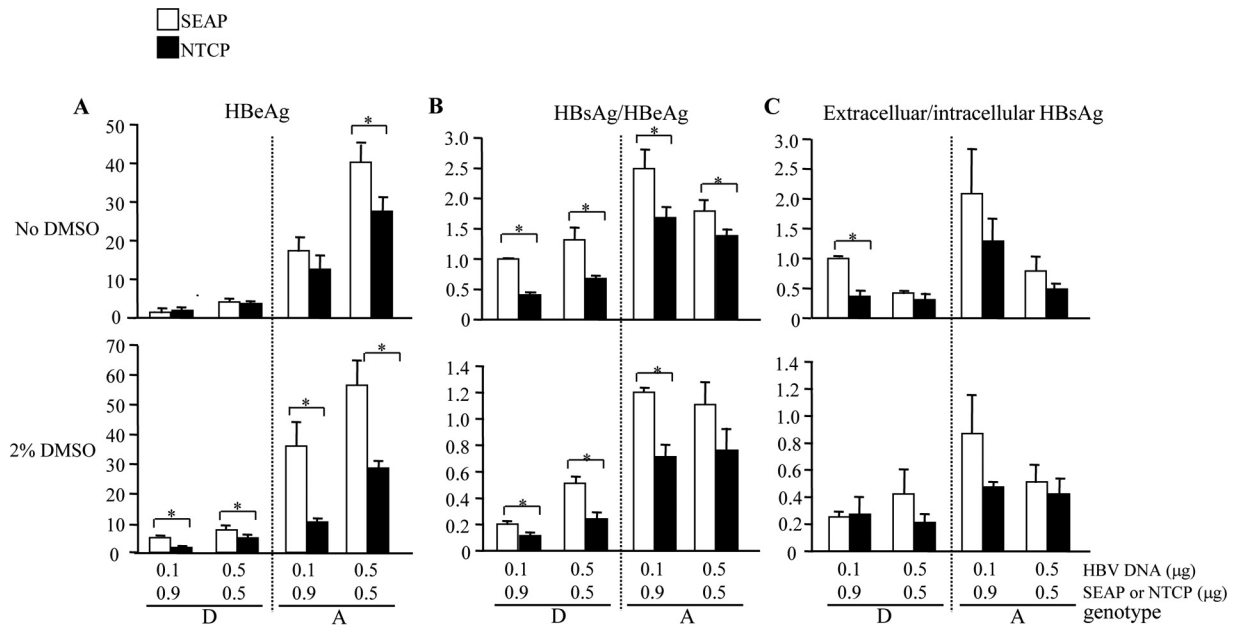 SEAP
NTCP
A
HBeAg
B
HBsAg/HBeAg
C
Extracelluar/intracellular HBsAg
No DMSO
50
40
30
20
10
0
*
3.0
2.5
2.0
1.5
1.0
0.5
0
* * * *
3.0
2.5
2.0
1.5
1.0
0.5
0
*
2% DMSO
70
60
50
40
30
20
10
0
* * * *
1.4
1.2
1.0
0.8
0.6
0.4
0.2
0
* * *
1.4
1.2
1.0
0.8
0.6
0.4
0.2
0
0.1 0.5 0.1 0.5 0.1 0.5 0.1 0.5 0.1 0.5 0.1 0.5 HBV DNA (µg)
0.9 0.5 0.9 0.5 0.9 0.5 0.9 0.5 0.9 0.5 0.9 0.5 SEAP or NTCP (µg)
D A D A D A genotype